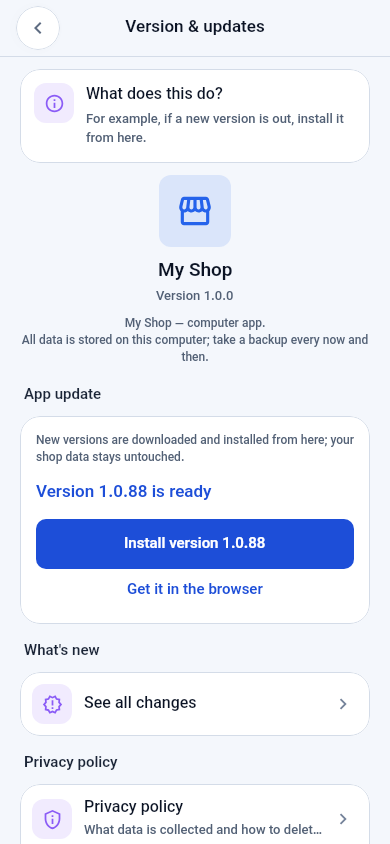 Version & updates
What does this do?
For example, if a new version is out, install it
from here.
My Shop
Version 1.0.0
My Shop — computer app.
All data is stored on this computer; take a backup every now and
then.
App update
New versions are downloaded and installed from here; your
shop data stays untouched.
Version 1.0.88 is ready
Install version 1.0.88
Get it in the browser
What's new
See all changes
Privacy policy
Privacy policy
What data is collected and how to delet…